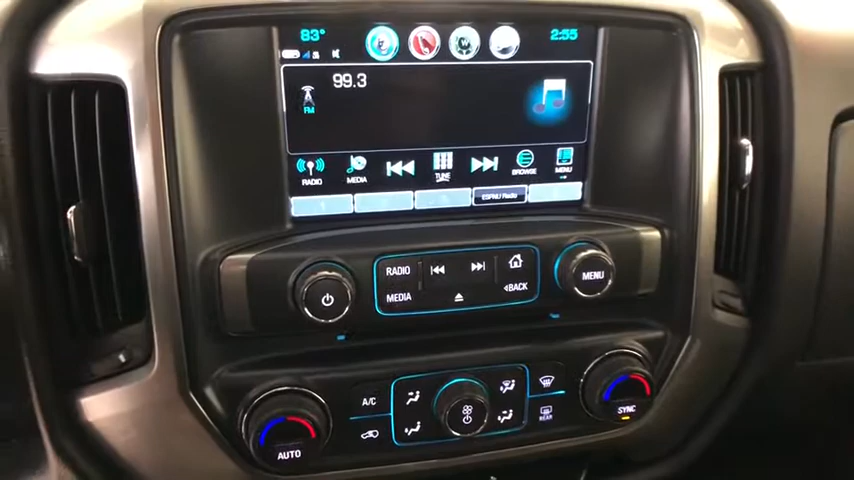 83° 2:55
99.3
FM
RADIO MEDIA TUNE BROWSE MENU
ESPNU Radio
RADIO
MEDIA BACK
MENU
A/C
REAR
AUTO
SYNC